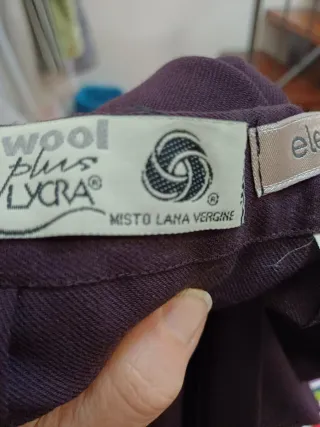 wool
plus
LYCRA®
®
MISTO LANA VERGINE
ele